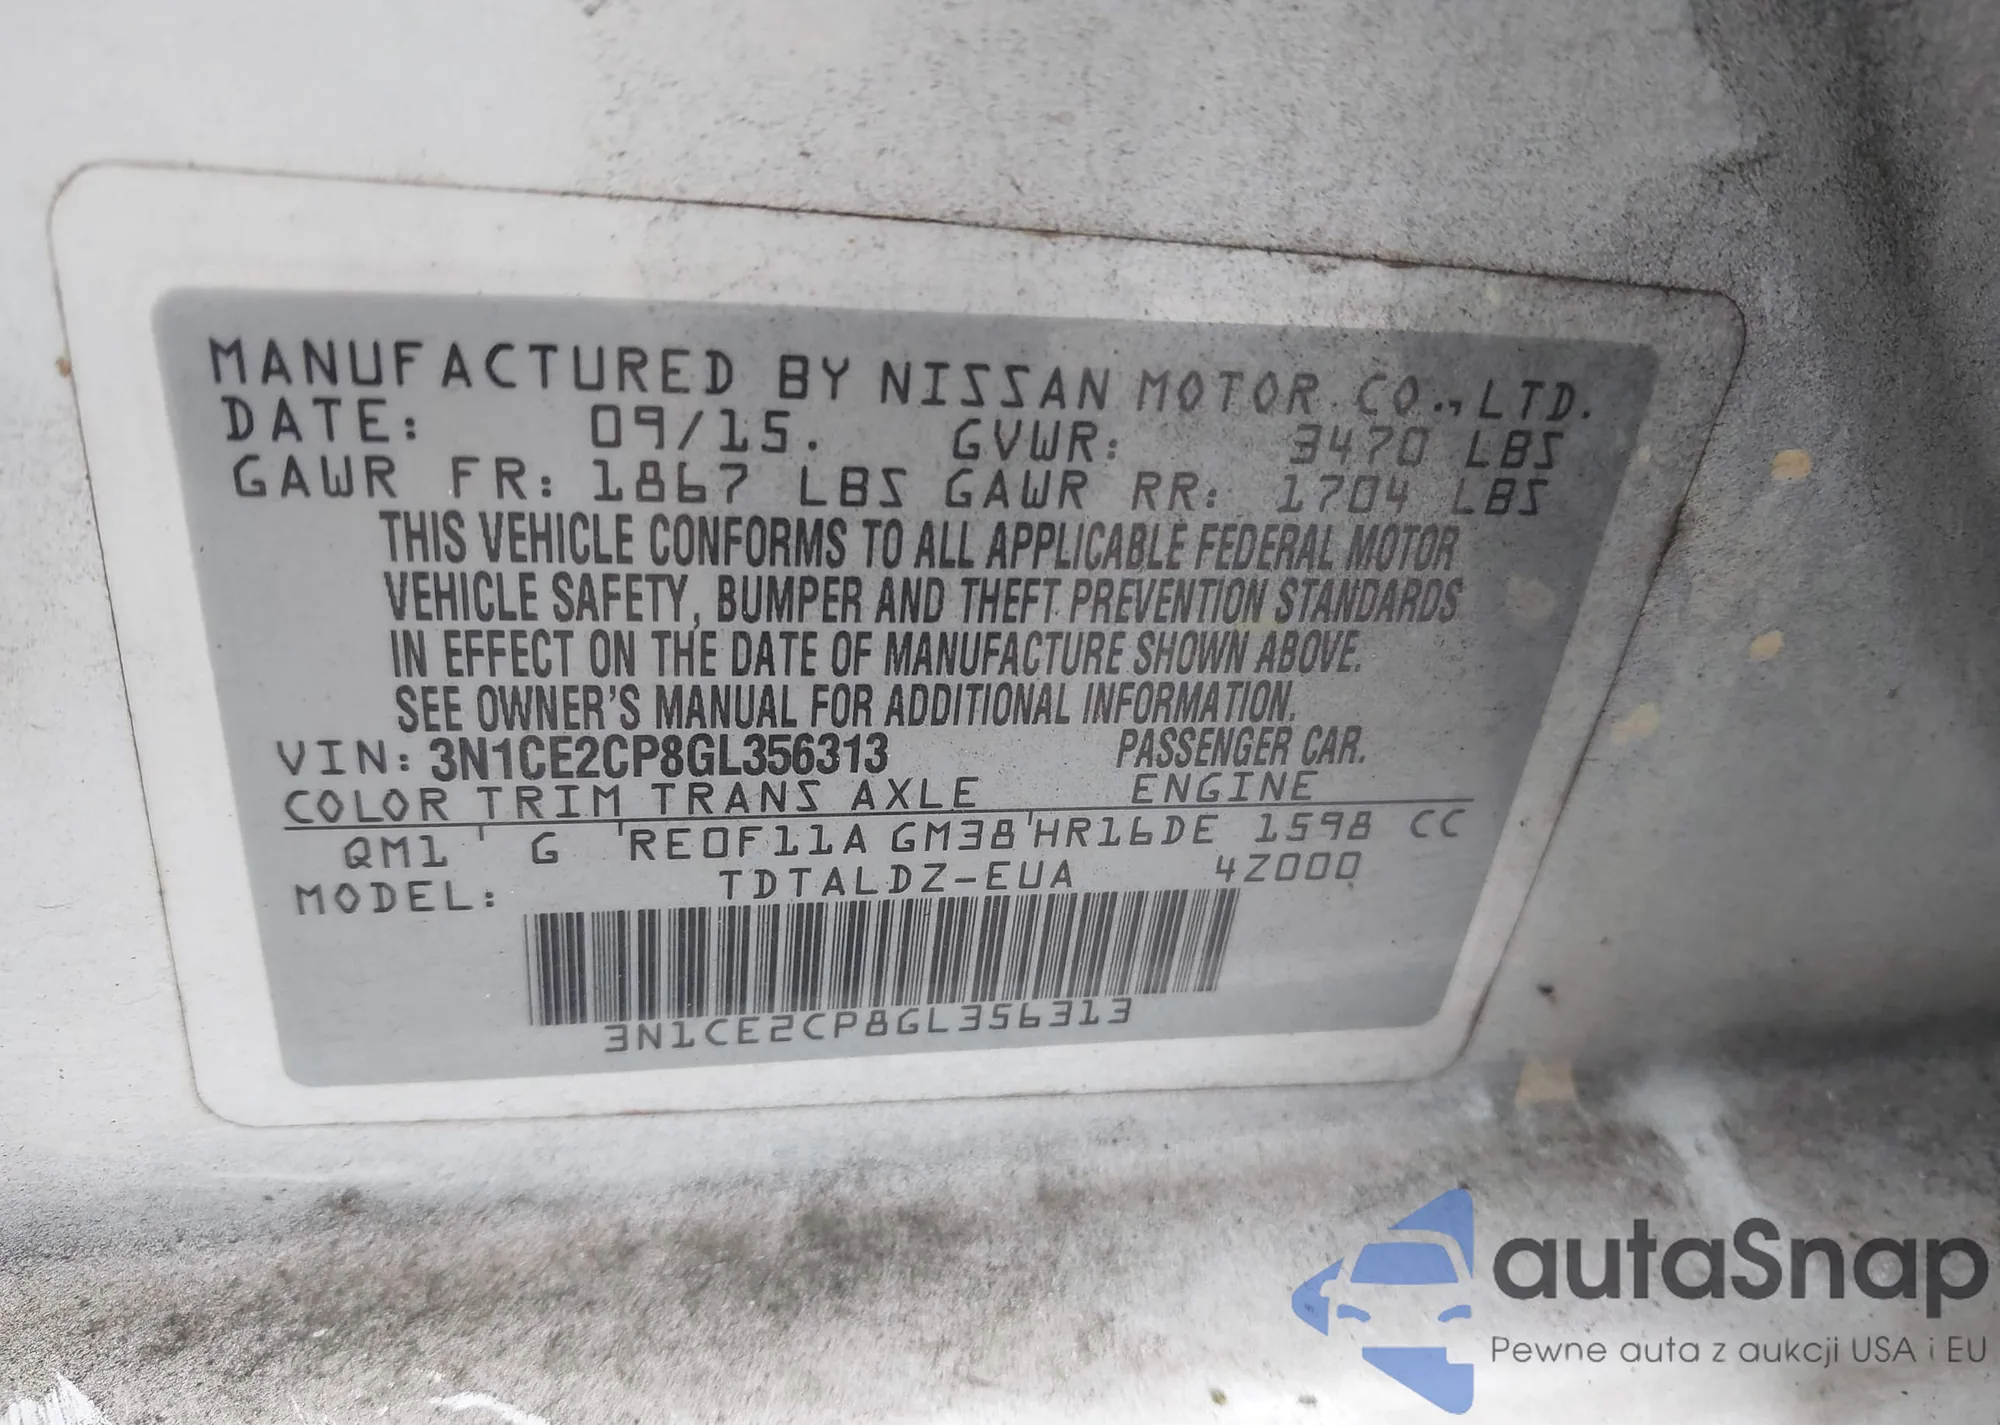 MANUFACTURED BY NISSAN MOTOR CO., LTD.
DATE: 09/15. GVWR: 3470 LBS
GAWR FR: 1867 LBS GAWR RR: 1704 LBS
THIS VEHICLE CONFORMS TO ALL APPLICABLE FEDERAL MOTOR
VEHICLE SAFETY, BUMPER AND THEFT PREVENTION STANDARDS
IN EFFECT ON THE DATE OF MANUFACTURE SHOWN ABOVE.
SEE OWNER'S MANUAL FOR ADDITIONAL INFORMATION.
VIN: 3N1CE2CP8GL356313 PASSENGER CAR.
COLOR TRIM TRANS AXLE ENGINE
QM1 G RE0F11A GM38 HR16DE 1598 CC
MODEL: TDTALDZ-EUA 4Z000
3N1CE2CP8GL356313
autaSnap
Pewne auta z aukcji USA i EU